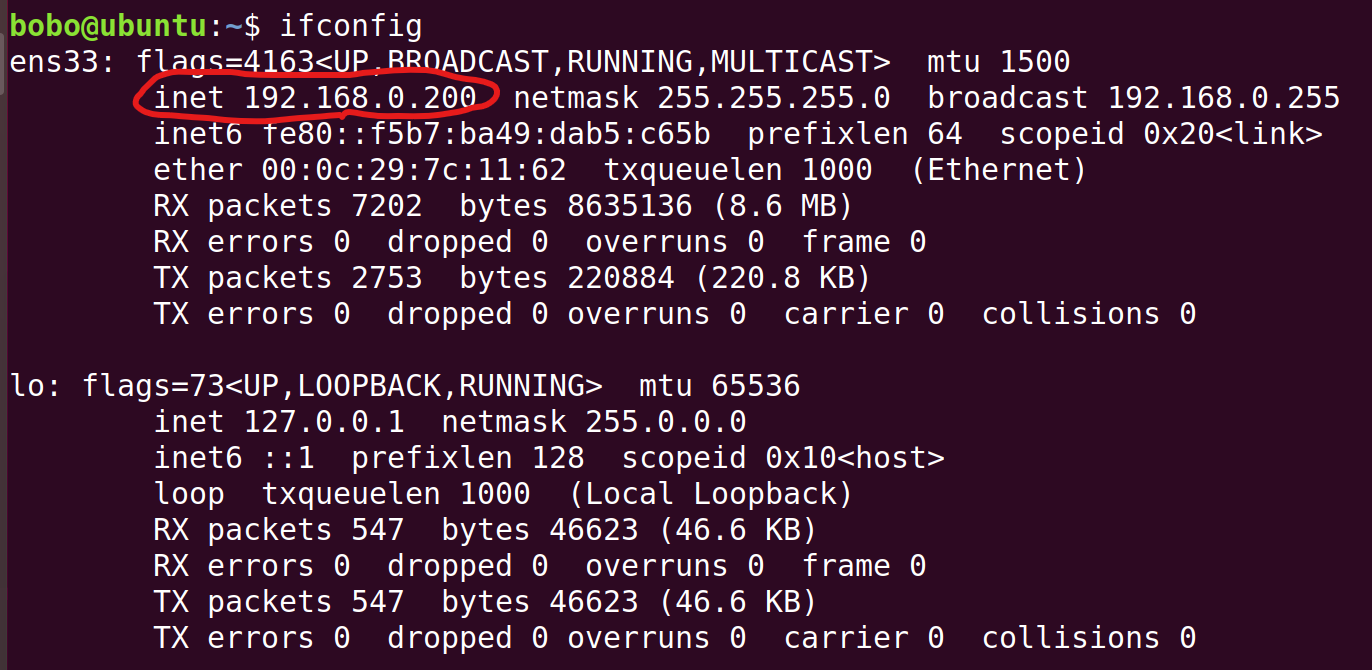 bobo@ubuntu:~$ ifconfig
ens33: flags=4163<UP,BROADCAST,RUNNING,MULTICAST>  mtu 1500
        inet 192.168.0.200  netmask 255.255.255.0  broadcast 192.168.0.255
        inet6 fe80::f5b7:ba49:dab5:c65b  prefixlen 64  scopeid 0x20<link>
        ether 00:0c:29:7c:11:62  txqueuelen 1000  (Ethernet)
        RX packets 7202  bytes 8635136 (8.6 MB)
        RX errors 0  dropped 0  overruns 0  frame 0
        TX packets 2753  bytes 220884 (220.8 KB)
        TX errors 0  dropped 0 overruns 0  carrier 0  collisions 0

lo: flags=73<UP,LOOPBACK,RUNNING>  mtu 65536
        inet 127.0.0.1  netmask 255.0.0.0
        inet6 ::1  prefixlen 128  scopeid 0x10<host>
        loop  txqueuelen 1000  (Local Loopback)
        RX packets 547  bytes 46623 (46.6 KB)
        RX errors 0  dropped 0  overruns 0  frame 0
        TX packets 547  bytes 46623 (46.6 KB)
        TX errors 0  dropped 0 overruns 0  carrier 0  collisions 0